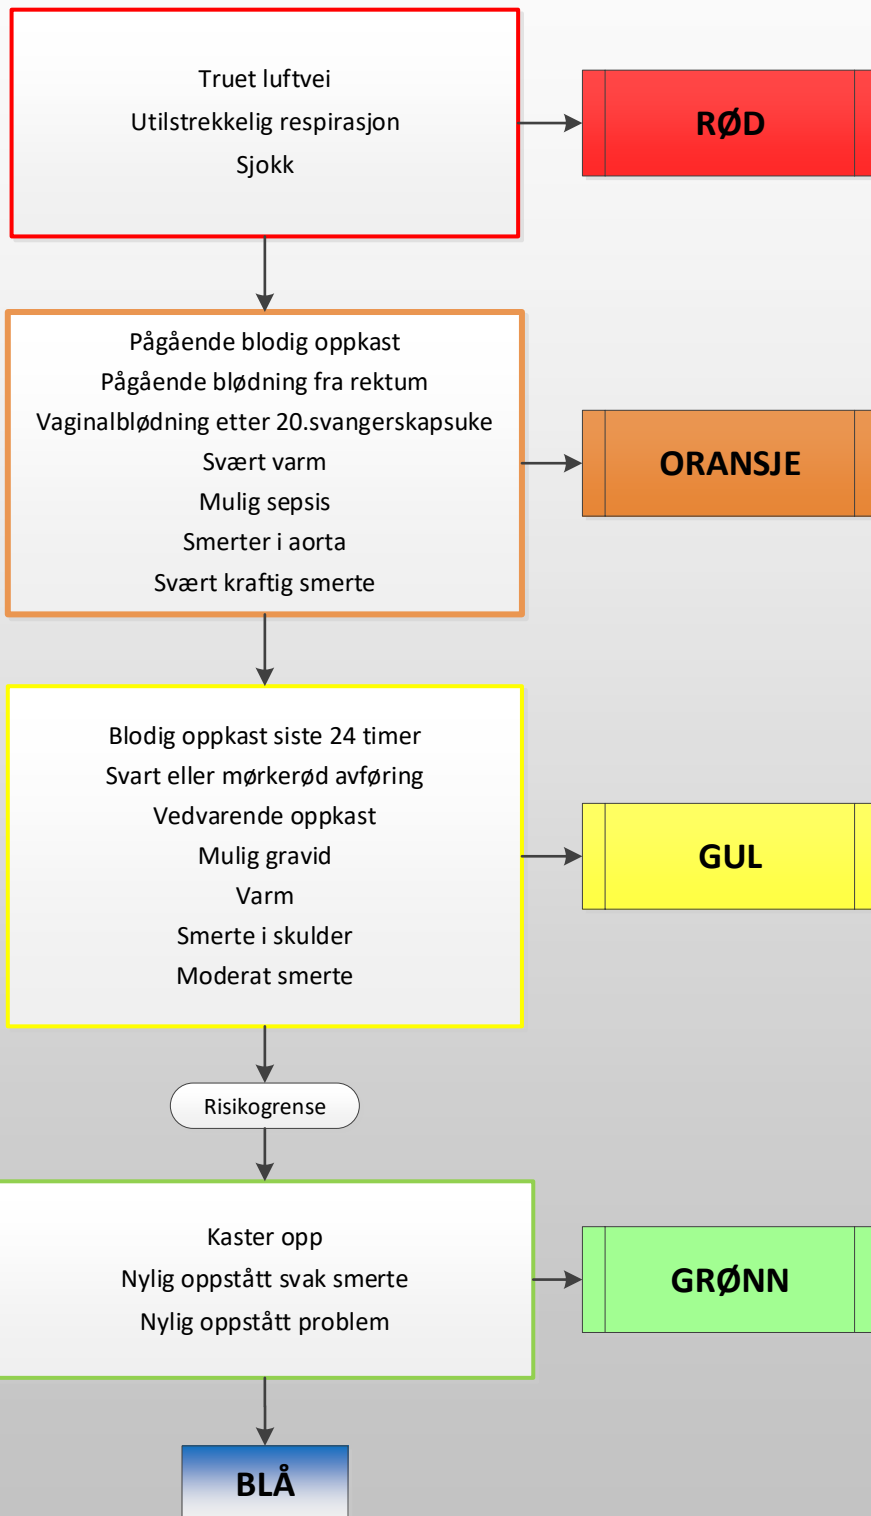 Truet luftvei
Utilstrekkelig respirasjon
Sjokk
RØD
Pågående blodig oppkast
Pågående blødning fra rektum
Vaginalblødning etter 20.svangerskapsuke
Svært varm
Mulig sepsis
Smerter i aorta
Svært kraftig smerte
ORANSJE
Blodig oppkast siste 24 timer
Svart eller mørkerød avføring
Vedvarende oppkast
Mulig gravid
Varm
Smerte i skulder
Moderat smerte
GUL
Risikogrense
Kaster opp
Nylig oppstått svak smerte
Nylig oppstått problem
GRØNN
BLÅ